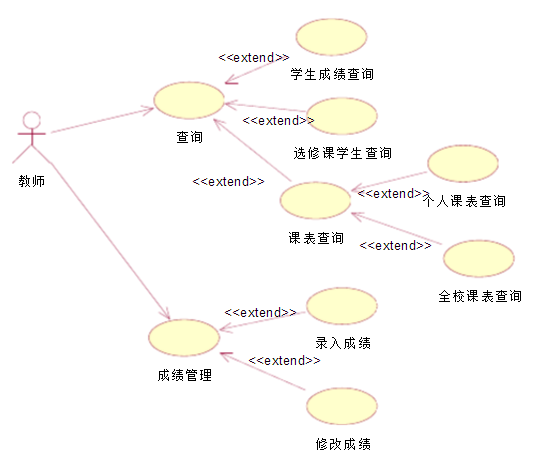 <<extend>>
学生成绩查询
查询
<<extend>>
选修课学生查询
教师
<<extend>>
<<extend>>
个人课表查询
课表查询
<<extend>>
全校课表查询
<<extend>>
录入成绩
成绩管理
<<extend>>
修改成绩